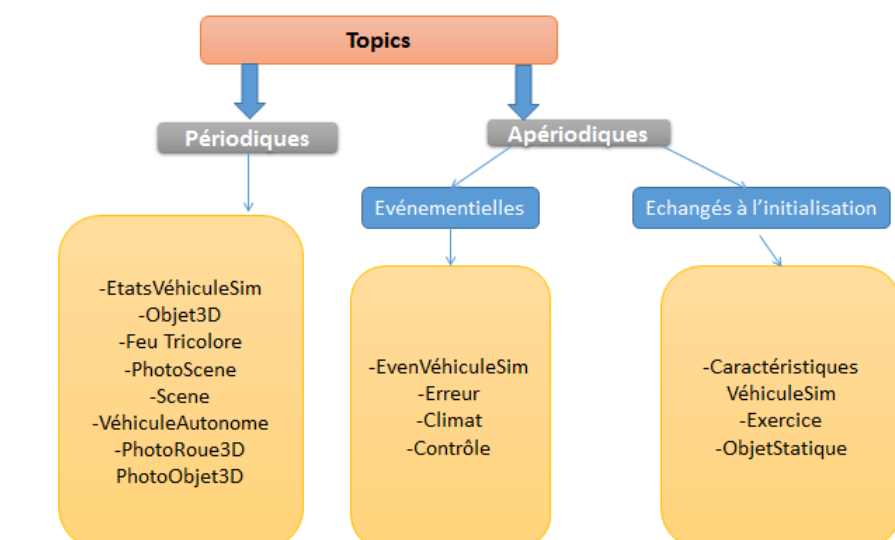 Topics
Périodiques
Apériodiques
Evénementielles
Echangés à l'initialisation
-EtatsVéhiculeSim
-Objet3D
-Feu Tricolore
-PhotoScene
-Scene
-VéhiculeAutonome
-PhotoRoue3D
PhotoObjet3D
-EvenVéhiculeSim
-Erreur
-Climat
-Contrôle
-Caractéristiques
VéhiculeSim
-Exercice
-ObjetStatique